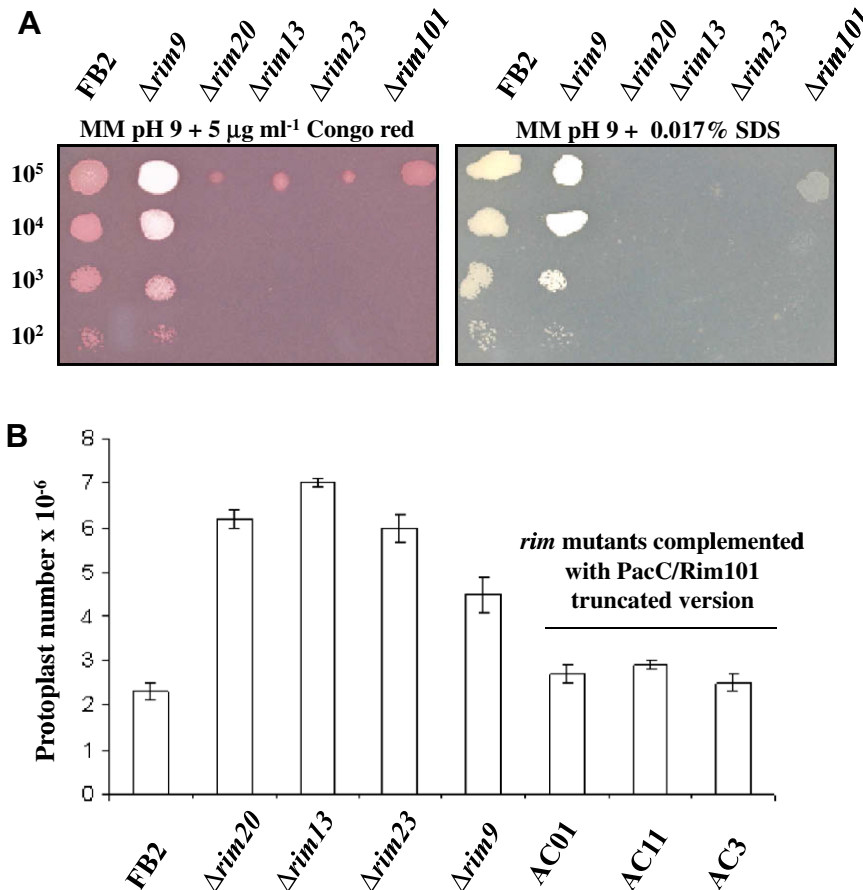 A
FB2 Δrim9 Δrim20 Δrim13 Δrim23 Δrim101 FB2 Δrim9 Δrim20 Δrim13 Δrim23 Δrim101
MM pH 9 + 5 μg ml⁻¹ Congo red
MM pH 9 + 0.017% SDS
10⁵
10⁴
10³
10²
B
Protoplast number x 10⁻⁶
8
7
6
5
4
3
2
1
0
rim mutants complemented
with PacC/Rim101
truncated version
FB2 Δrim20 Δrim13 Δrim23 Δrim9 AC01 AC11 AC3